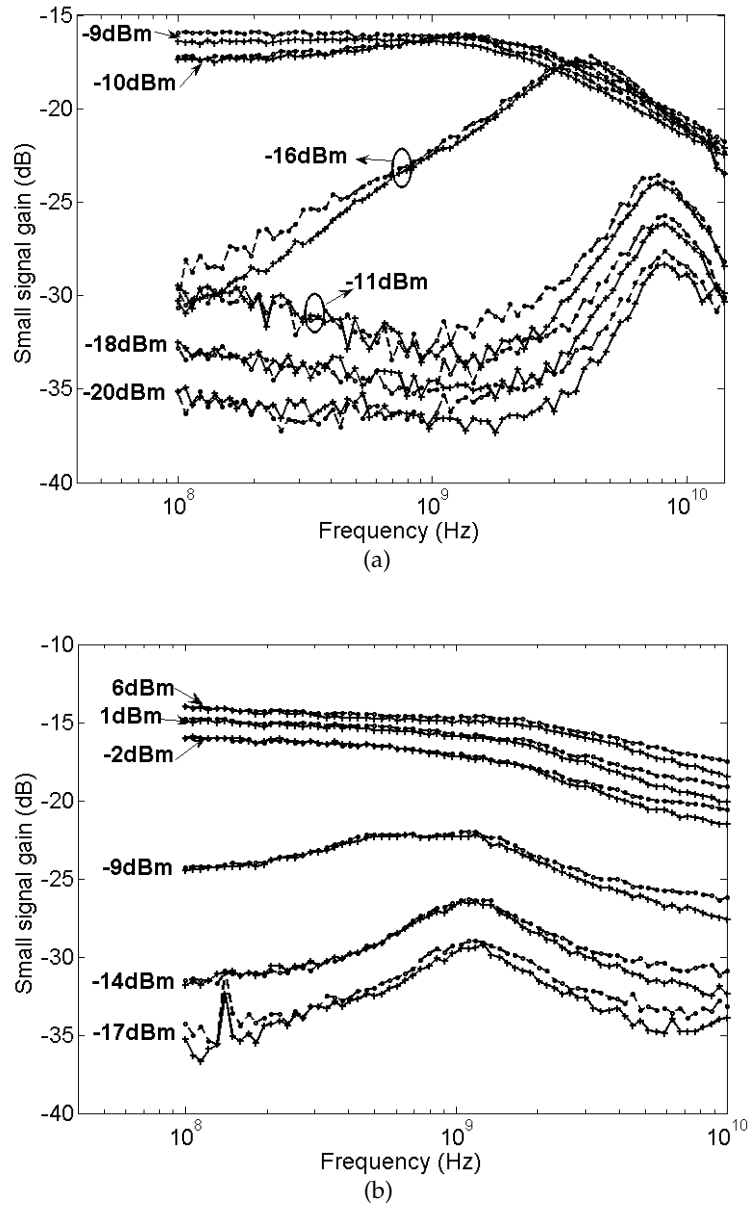 -15
-9dBm
-10dBm
-20
-16dBm
-25
-11dBm
-30
-18dBm
-35
-20dBm
-40
10^8
10^9
10^10
Small signal gain (dB)
Frequency (Hz)
(a)
-10
6dBm
1dBm
-15
-2dBm
-20
-9dBm
-25
-30
-14dBm
-17dBm
-35
-40
10^8
10^9
10^10
Small signal gain (dB)
Frequency (Hz)
(b)